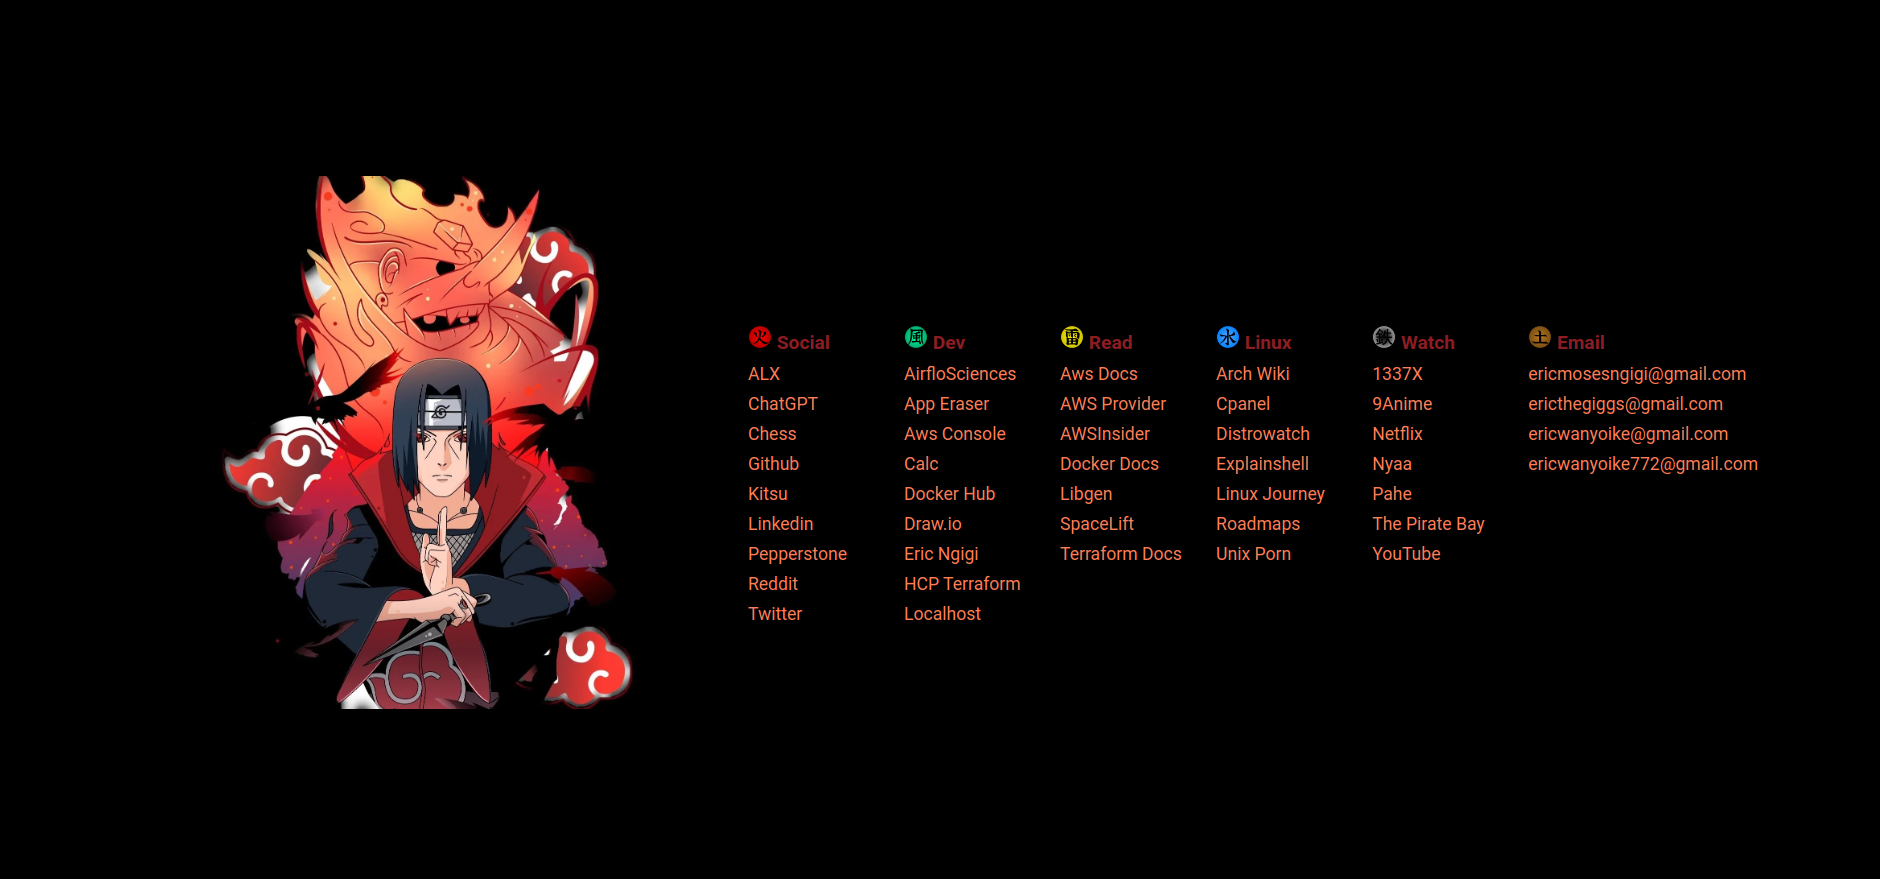 火 Social
ALX
ChatGPT
Chess
Github
Kitsu
Linkedin
Pepperstone
Reddit
Twitter
風 Dev
AirfloSciences
App Eraser
Aws Console
Calc
Docker Hub
Draw.io
Eric Ngigi
HCP Terraform
Localhost
雷 Read
Aws Docs
AWS Provider
AWSInsider
Docker Docs
Libgen
SpaceLift
Terraform Docs
水 Linux
Arch Wiki
Cpanel
Distrowatch
Explainshell
Linux Journey
Roadmaps
Unix Porn
鉄 Watch
1337X
9Anime
Netflix
Nyaa
Pahe
The Pirate Bay
YouTube
土 Email
ericmosesngigi@gmail.com
ericthegiggs@gmail.com
ericwanyoike@gmail.com
ericwanyoike772@gmail.com